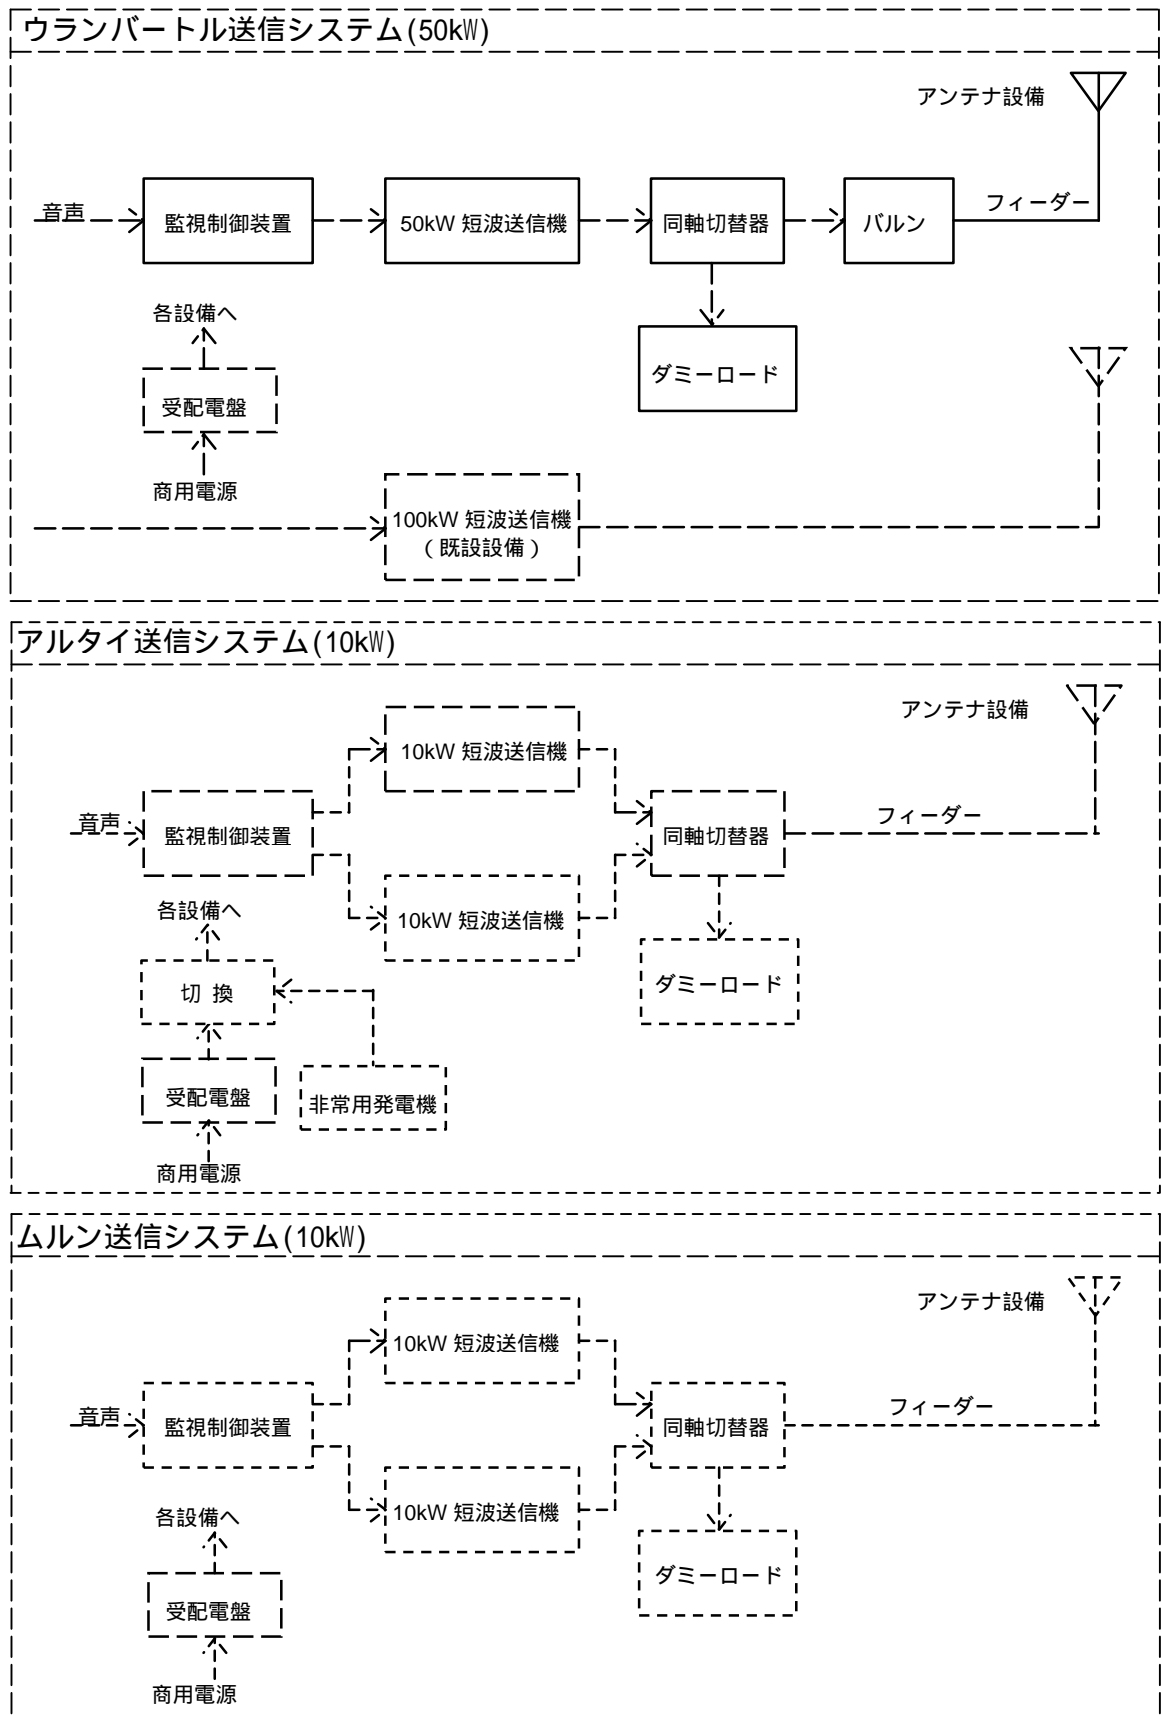 ウランバートル送信システム(50kW)
アンテナ設備
音声
監視制御装置
50kW 短波送信機
同軸切替器
バルン
フィーダー
各設備へ
ダミーロード
受配電盤
商用電源
100kW 短波送信機
(既設設備)
アルタイ送信システム(10kW)
アンテナ設備
10kW 短波送信機
音声
監視制御装置
同軸切替器
フィーダー
10kW 短波送信機
各設備へ
切 換
ダミーロード
受配電盤
非常用発電機
商用電源
ムルン送信システム(10kW)
アンテナ設備
10kW 短波送信機
音声
監視制御装置
同軸切替器
フィーダー
10kW 短波送信機
各設備へ
ダミーロード
受配電盤
商用電源